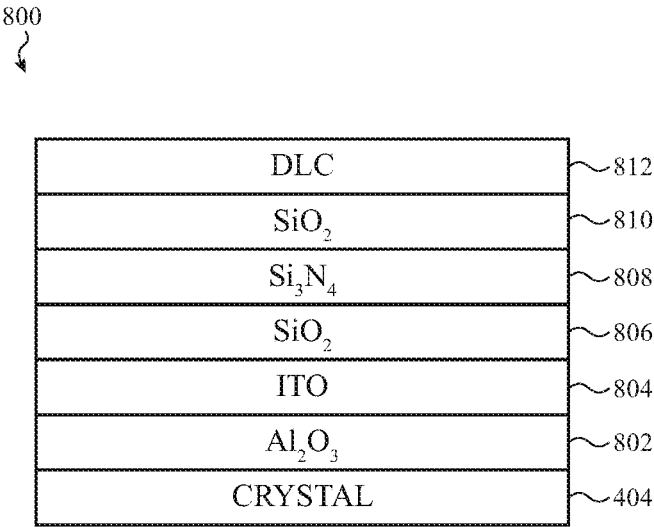 800
DLC 812
SiO₂ 810
Si₃N₄ 808
SiO₂ 806
ITO 804
Al₂O₃ 802
CRYSTAL 404